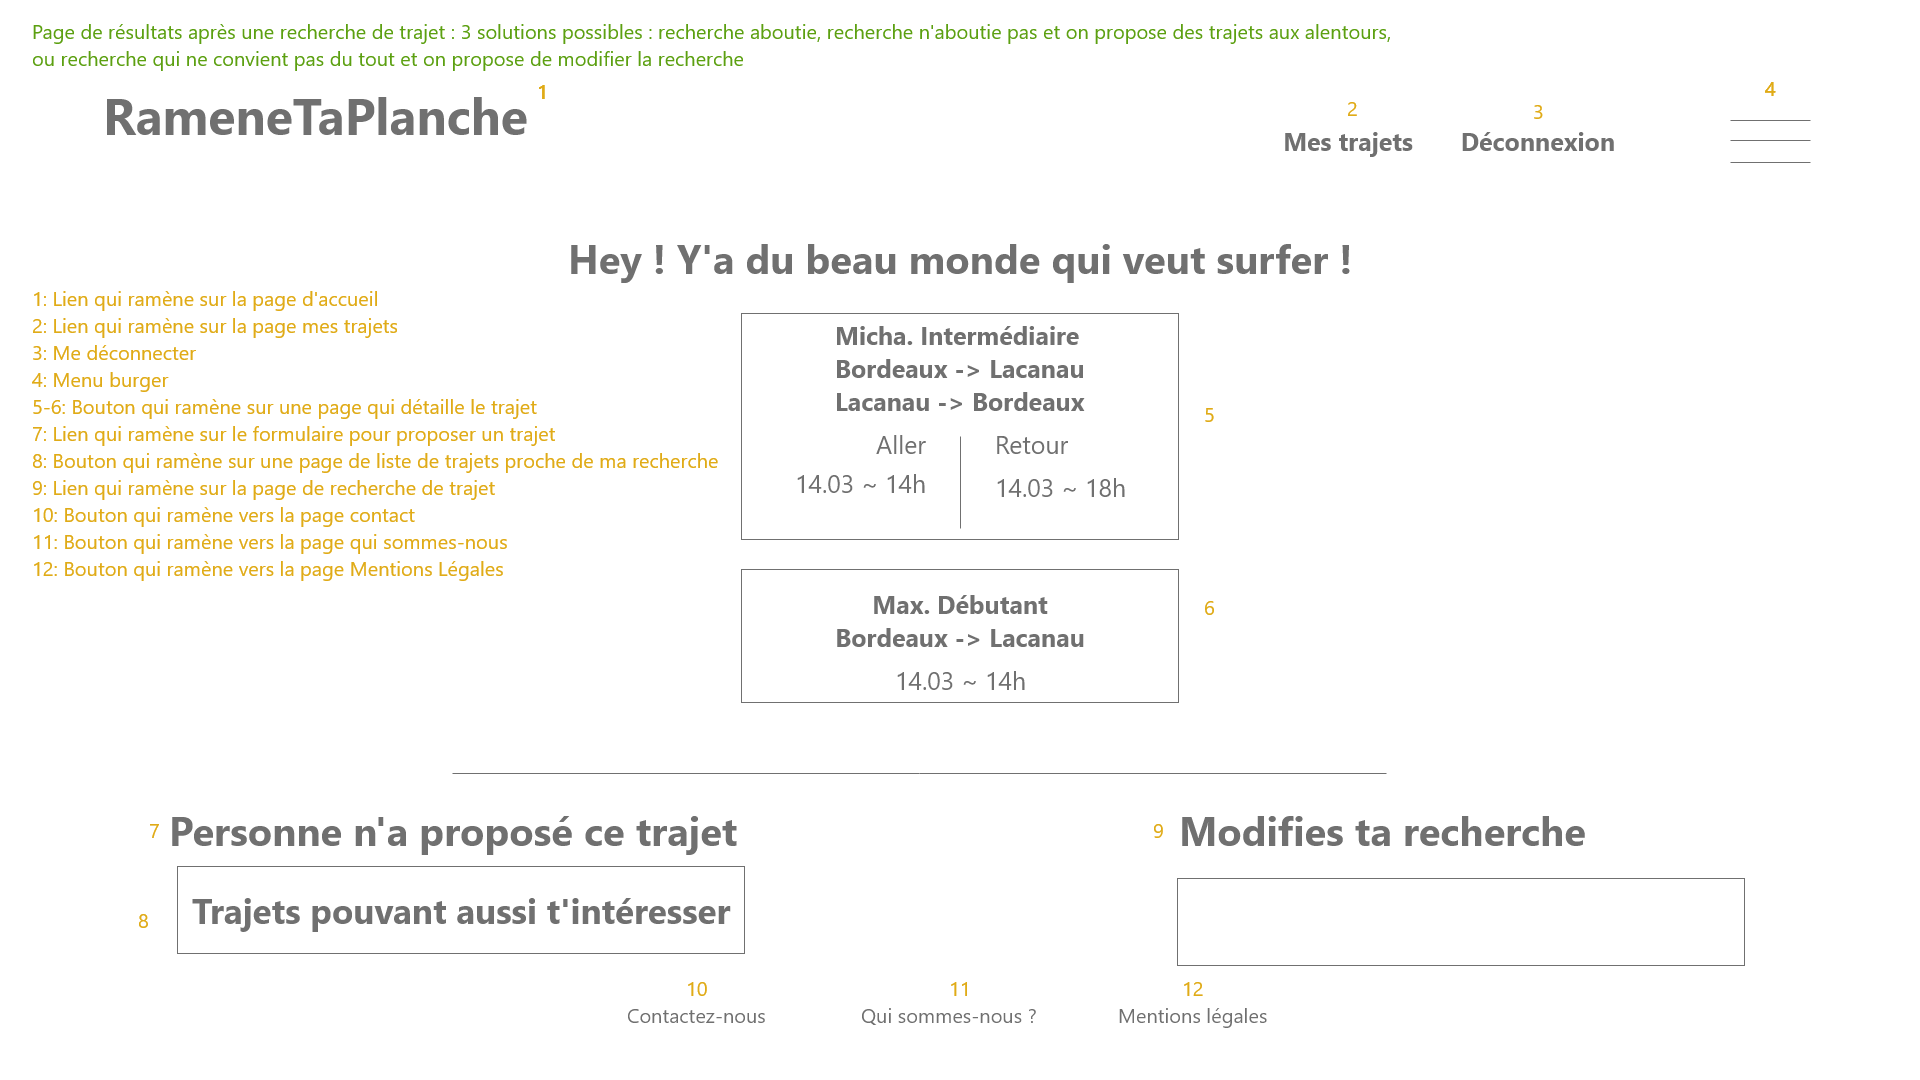 Page de résultats après une recherche de trajet : 3 solutions possibles : recherche aboutie, recherche n'aboutie pas et on propose des trajets aux alentours,
ou recherche qui ne convient pas du tout et on propose de modifier la recherche
RameneTaPlanche
1
2
Mes trajets
3
Déconnexion
4
Hey ! Y'a du beau monde qui veut surfer !
1: Lien qui ramène sur la page d'accueil
2: Lien qui ramène sur la page mes trajets
3: Me déconnecter
4: Menu burger
5-6: Bouton qui ramène sur une page qui détaille le trajet
7: Lien qui ramène sur le formulaire pour proposer un trajet
8: Bouton qui ramène sur une page de liste de trajets proche de ma recherche
9: Lien qui ramène sur la page de recherche de trajet
10: Bouton qui ramène vers la page contact
11: Bouton qui ramène vers la page qui sommes-nous
12: Bouton qui ramène vers la page Mentions Légales
Micha. Intermédiaire
Bordeaux -> Lacanau
Lacanau -> Bordeaux
Aller
14.03 ~ 14h
Retour
14.03 ~ 18h
5
Max. Débutant
Bordeaux -> Lacanau
14.03 ~ 14h
6
7
Personne n'a proposé ce trajet
8
Trajets pouvant aussi t'intéresser
9
Modifies ta recherche
10
Contactez-nous
11
Qui sommes-nous ?
12
Mentions légales